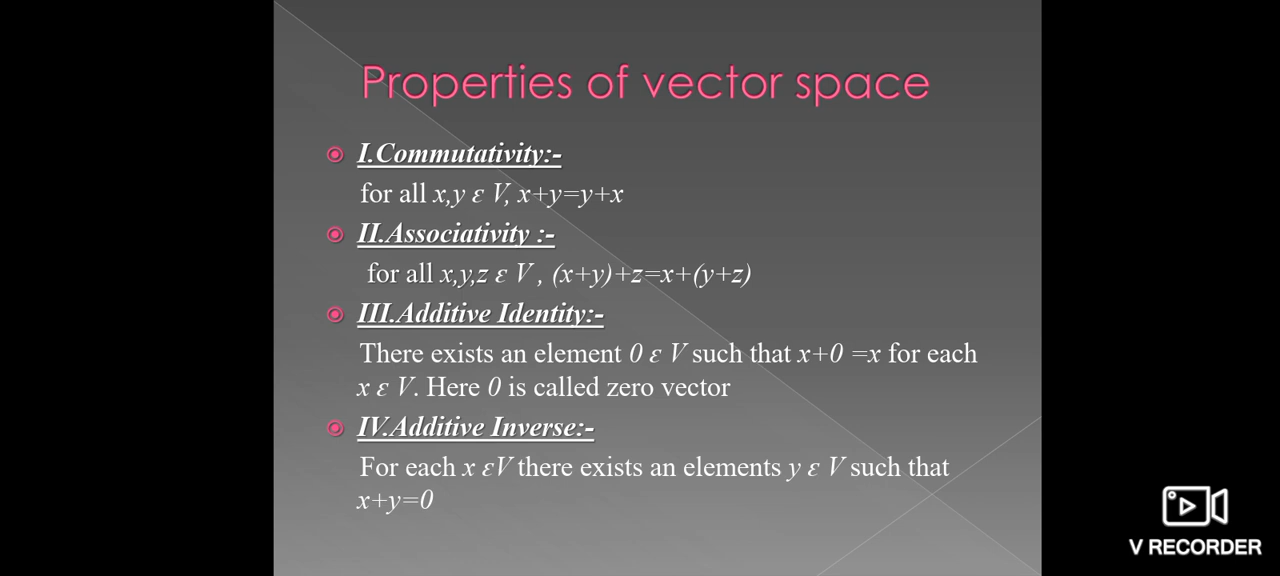 Properties of vector space
I.Commutativity:-
for all x,y ε V, x+y=y+x
II.Associativity :-
for all x,y,z ε V , (x+y)+z=x+(y+z)
III.Additive Identity:-
There exists an element 0 ε V such that x+0 =x for each
x ε V. Here 0 is called zero vector
IV.Additive Inverse:-
For each x εV there exists an elements y ε V such that
x+y=0
V RECORDER